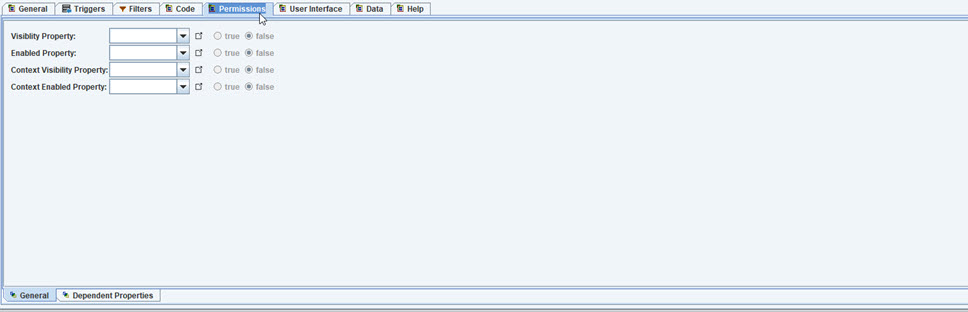 General Triggers Filters Code Permissions User Interface Data Help
Visiblity Property: true false
Enabled Property: true false
Context Visibility Property: true false
Context Enabled Property: true false
General Dependent Properties